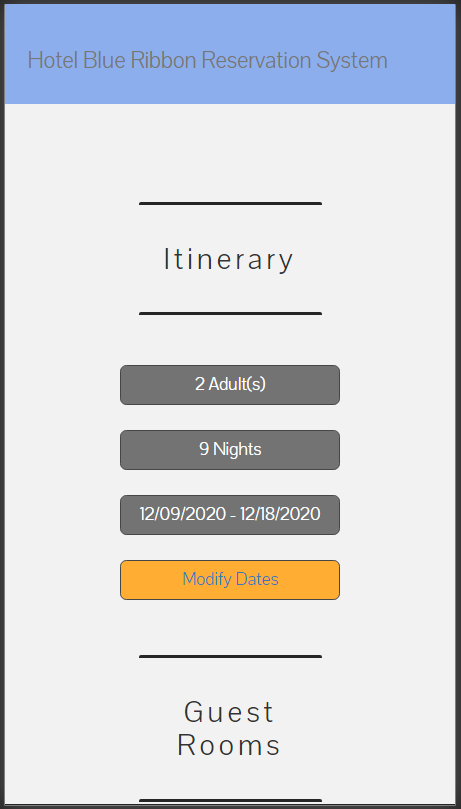 Hotel Blue Ribbon Reservation System
Itinerary
2 Adult(s)
9 Nights
12/09/2020 - 12/18/2020
Modify Dates
Guest
Rooms